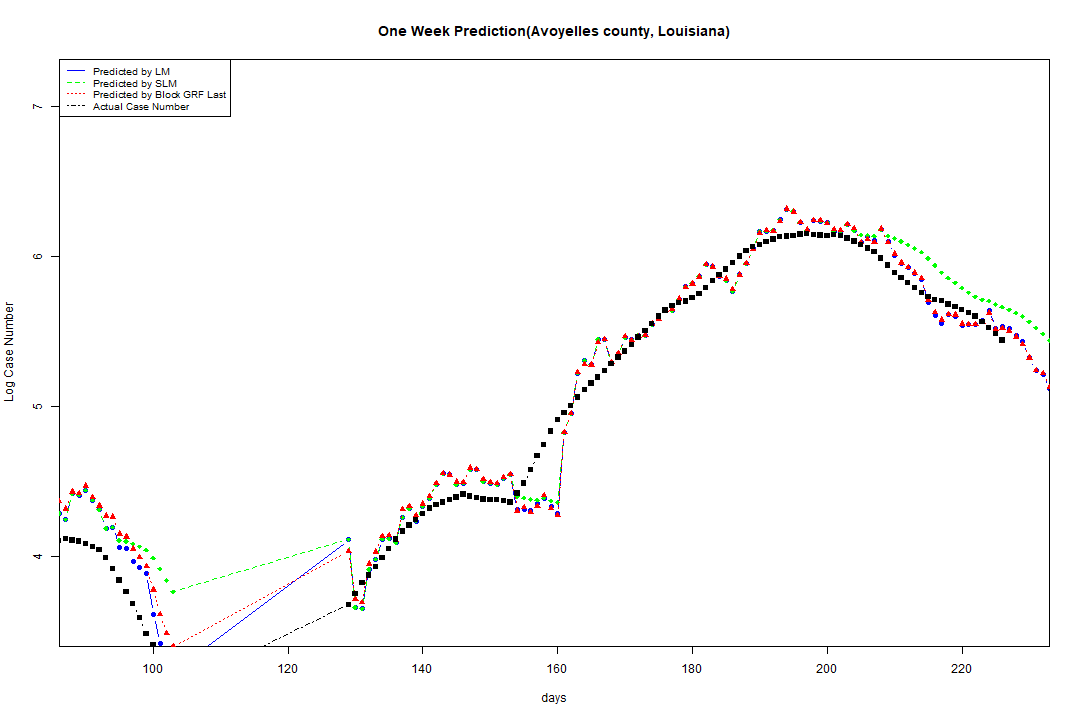 One Week Prediction(Avoyelles county, Louisiana)
Predicted by LM
Predicted by SLM
Predicted by Block GRF Last
Actual Case Number
Log Case Number
7
6
5
4
100 120 140 160 180 200 220
days